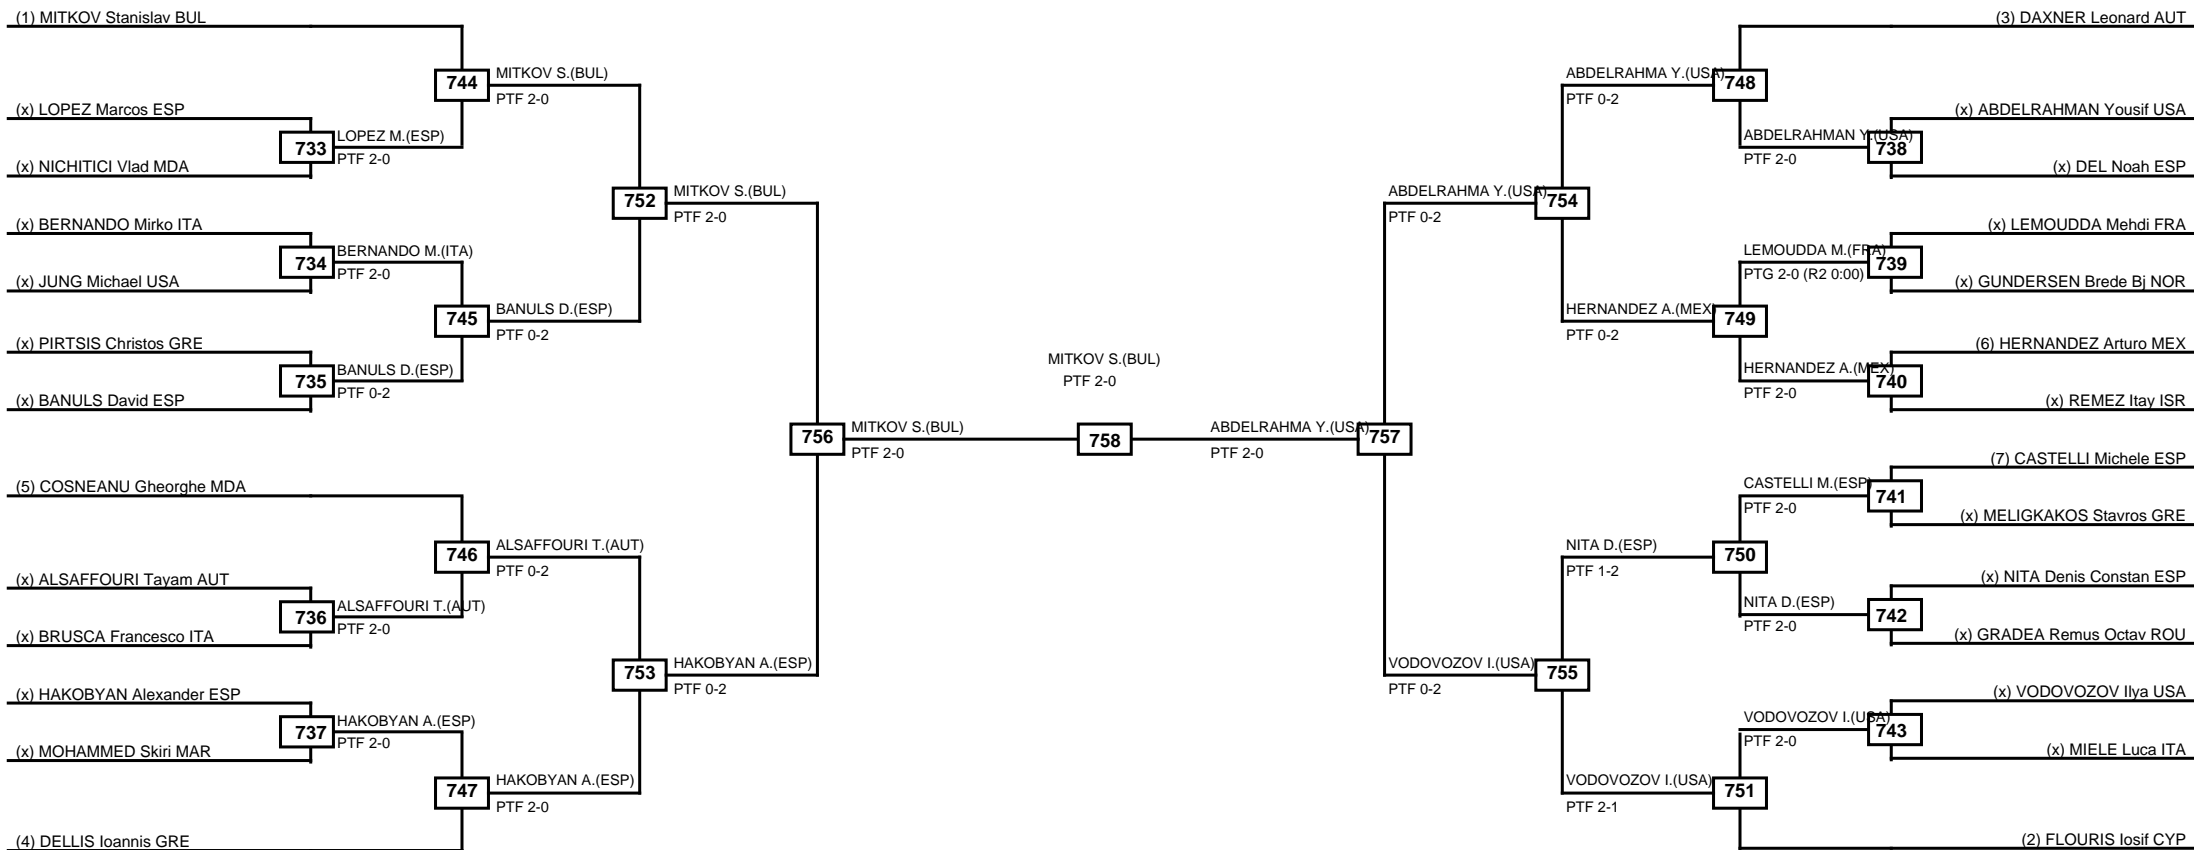 (1) MITKOV Stanislav BUL
(x) LOPEZ Marcos ESP
(x) NICHITICI Vlad MDA
(x) BERNANDO Mirko ITA
(x) JUNG Michael USA
(x) PIRTSIS Christos GRE
(x) BANULS David ESP
(5) COSNEANU Gheorghe MDA
(x) ALSAFFOURI Tayam AUT
(x) BRUSCA Francesco ITA
(x) HAKOBYAN Alexander ESP
(x) MOHAMMED Skiri MAR
(4) DELLIS Ioannis GRE
733
LOPEZ M.(ESP)
PTF 2-0
734
BERNANDO M.(ITA)
PTF 2-0
735
BANULS D.(ESP)
PTF 0-2
736
ALSAFFOURI T.(AUT)
PTF 2-0
737
HAKOBYAN A.(ESP)
PTF 2-0
744
MITKOV S.(BUL)
PTF 2-0
745
BANULS D.(ESP)
PTF 0-2
746
ALSAFFOURI T.(AUT)
PTF 0-2
747
HAKOBYAN A.(ESP)
PTF 2-0
752
MITKOV S.(BUL)
PTF 2-0
753
HAKOBYAN A.(ESP)
PTF 0-2
756
MITKOV S.(BUL)
PTF 2-0
MITKOV S.(BUL)
PTF 2-0
758
ABDELRAHMA Y.(USA)
PTF 2-0
757
ABDELRAHMA Y.(USA)
PTF 0-2
754
VODOVOZOV I.(USA)
PTF 0-2
755
ABDELRAHMA Y.(USA)
PTF 0-2
748
HERNANDEZ A.(MEX)
PTF 0-2
749
NITA D.(ESP)
PTF 1-2
750
VODOVOZOV I.(USA)
PTF 2-1
751
ABDELRAHMAN Y.(USA)
PTF 2-0
738
LEMOUDDA M.(FRA)
PTG 2-0 (R2 0:00)
739
HERNANDEZ A.(MEX)
PTF 2-0
740
CASTELLI M.(ESP)
PTF 2-0
741
NITA D.(ESP)
PTF 2-0
742
VODOVOZOV I.(USA)
PTF 2-0
743
(3) DAXNER Leonard AUT
(x) ABDELRAHMAN Yousif USA
(x) DEL Noah ESP
(x) LEMOUDDA Mehdi FRA
(x) GUNDERSEN Brede Bj NOR
(6) HERNANDEZ Arturo MEX
(x) REMEZ Itay ISR
(7) CASTELLI Michele ESP
(x) MELIGKAKOS Stavros GRE
(x) NITA Denis Constan ESP
(x) GRADEA Remus Octav ROU
(x) VODOVOZOV Ilya USA
(x) MIELE Luca ITA
(2) FLOURIS Iosif CYP